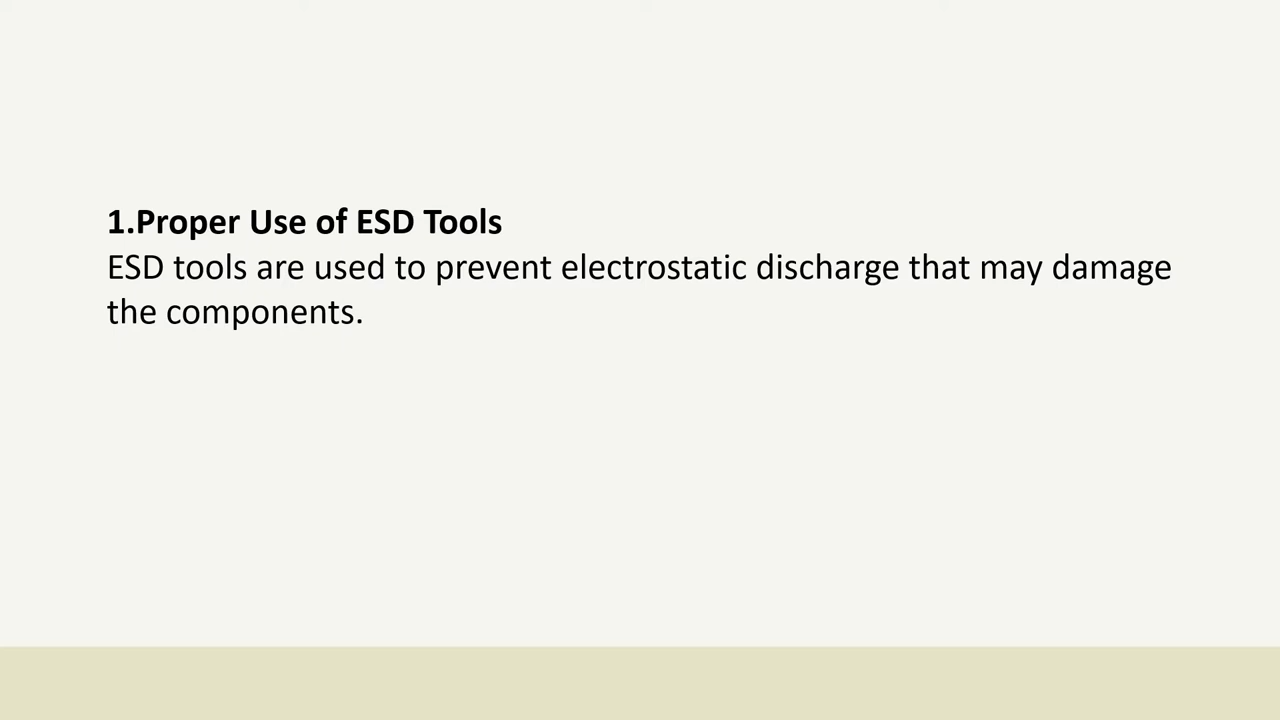 1.Proper Use of ESD Tools
ESD tools are used to prevent electrostatic discharge that may damage
the components.